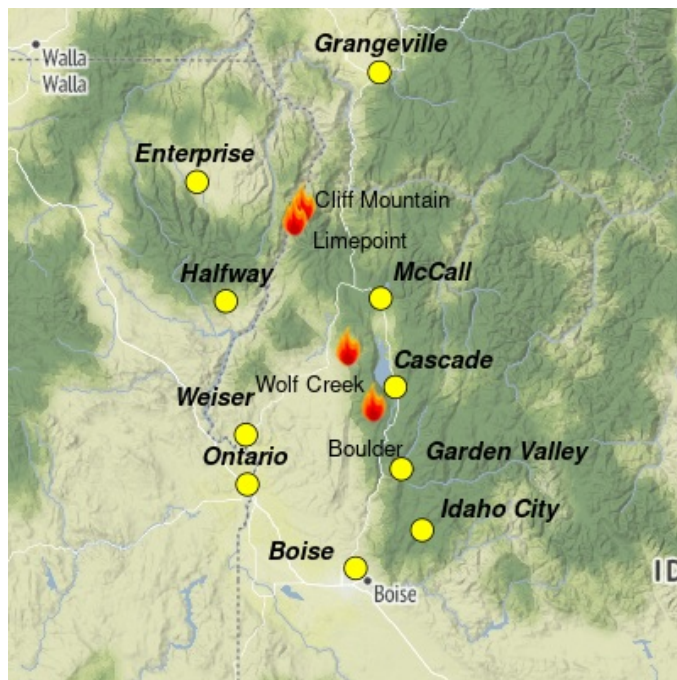 Grangeville
Walla
Walla
Enterprise
Cliff Mountain
Limepoint
Halfway
McCall
Cascade
Wolf Creek
Weiser
Boulder
Garden Valley
Ontario
Idaho City
Boise
ID
Boise